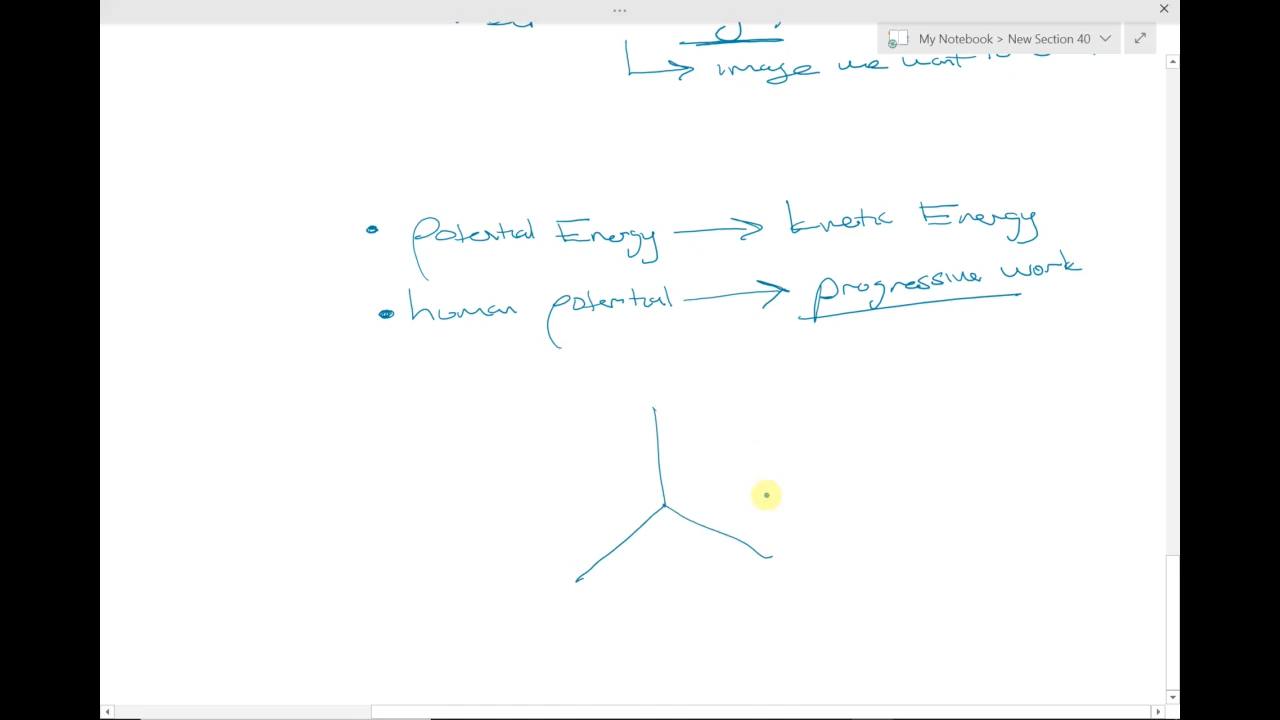 My Notebook > New Section 40
image we want
• Potential Energy → kinetic Energy
• human potential → progressive work